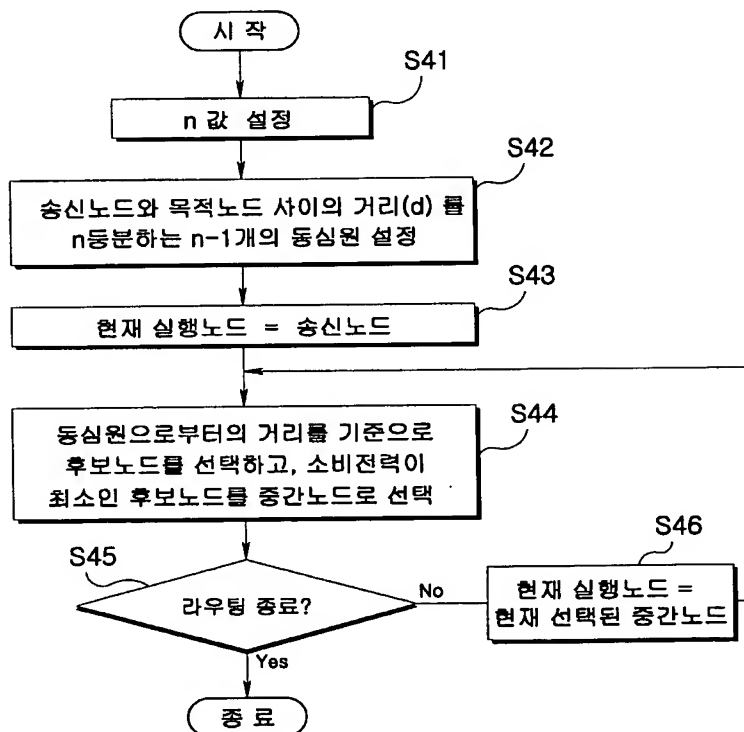 시 작
S41
n 값 설정
S42
송신노드와 목적노드 사이의 거리(d) 를
n등분하는 n-1개의 동심원 설정
S43
현재 실행노드 = 송신노드
S44
동심원으로부터의 거리를 기준으로
후보노드를 선택하고, 소비전력이
최소인 후보노드를 중간노드로 선택
S45
라우팅 종료?
No
S46
현재 실행노드 =
현재 선택된 중간노드
Yes
종 료